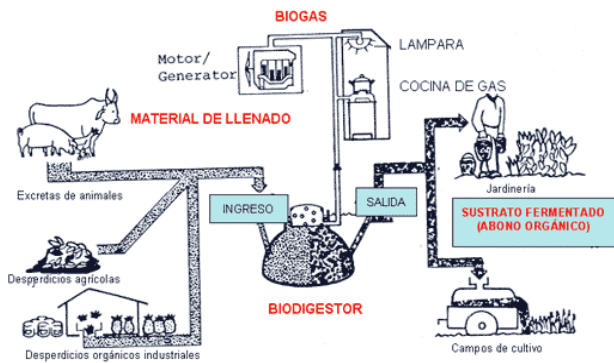 BIOGAS
Motor/
Generator
LAMPARA
COCINA DE GAS
MATERIAL DE LLENADO
Excretas de animales
INGRESO
SALIDA
Jardinería
SUSTRATO FERMENTADO
(ABONO ORGÁNICO)
Desperdicios agrícolas
BIODIGESTOR
Desperdicios orgánicos industriales
Campos de cultivo